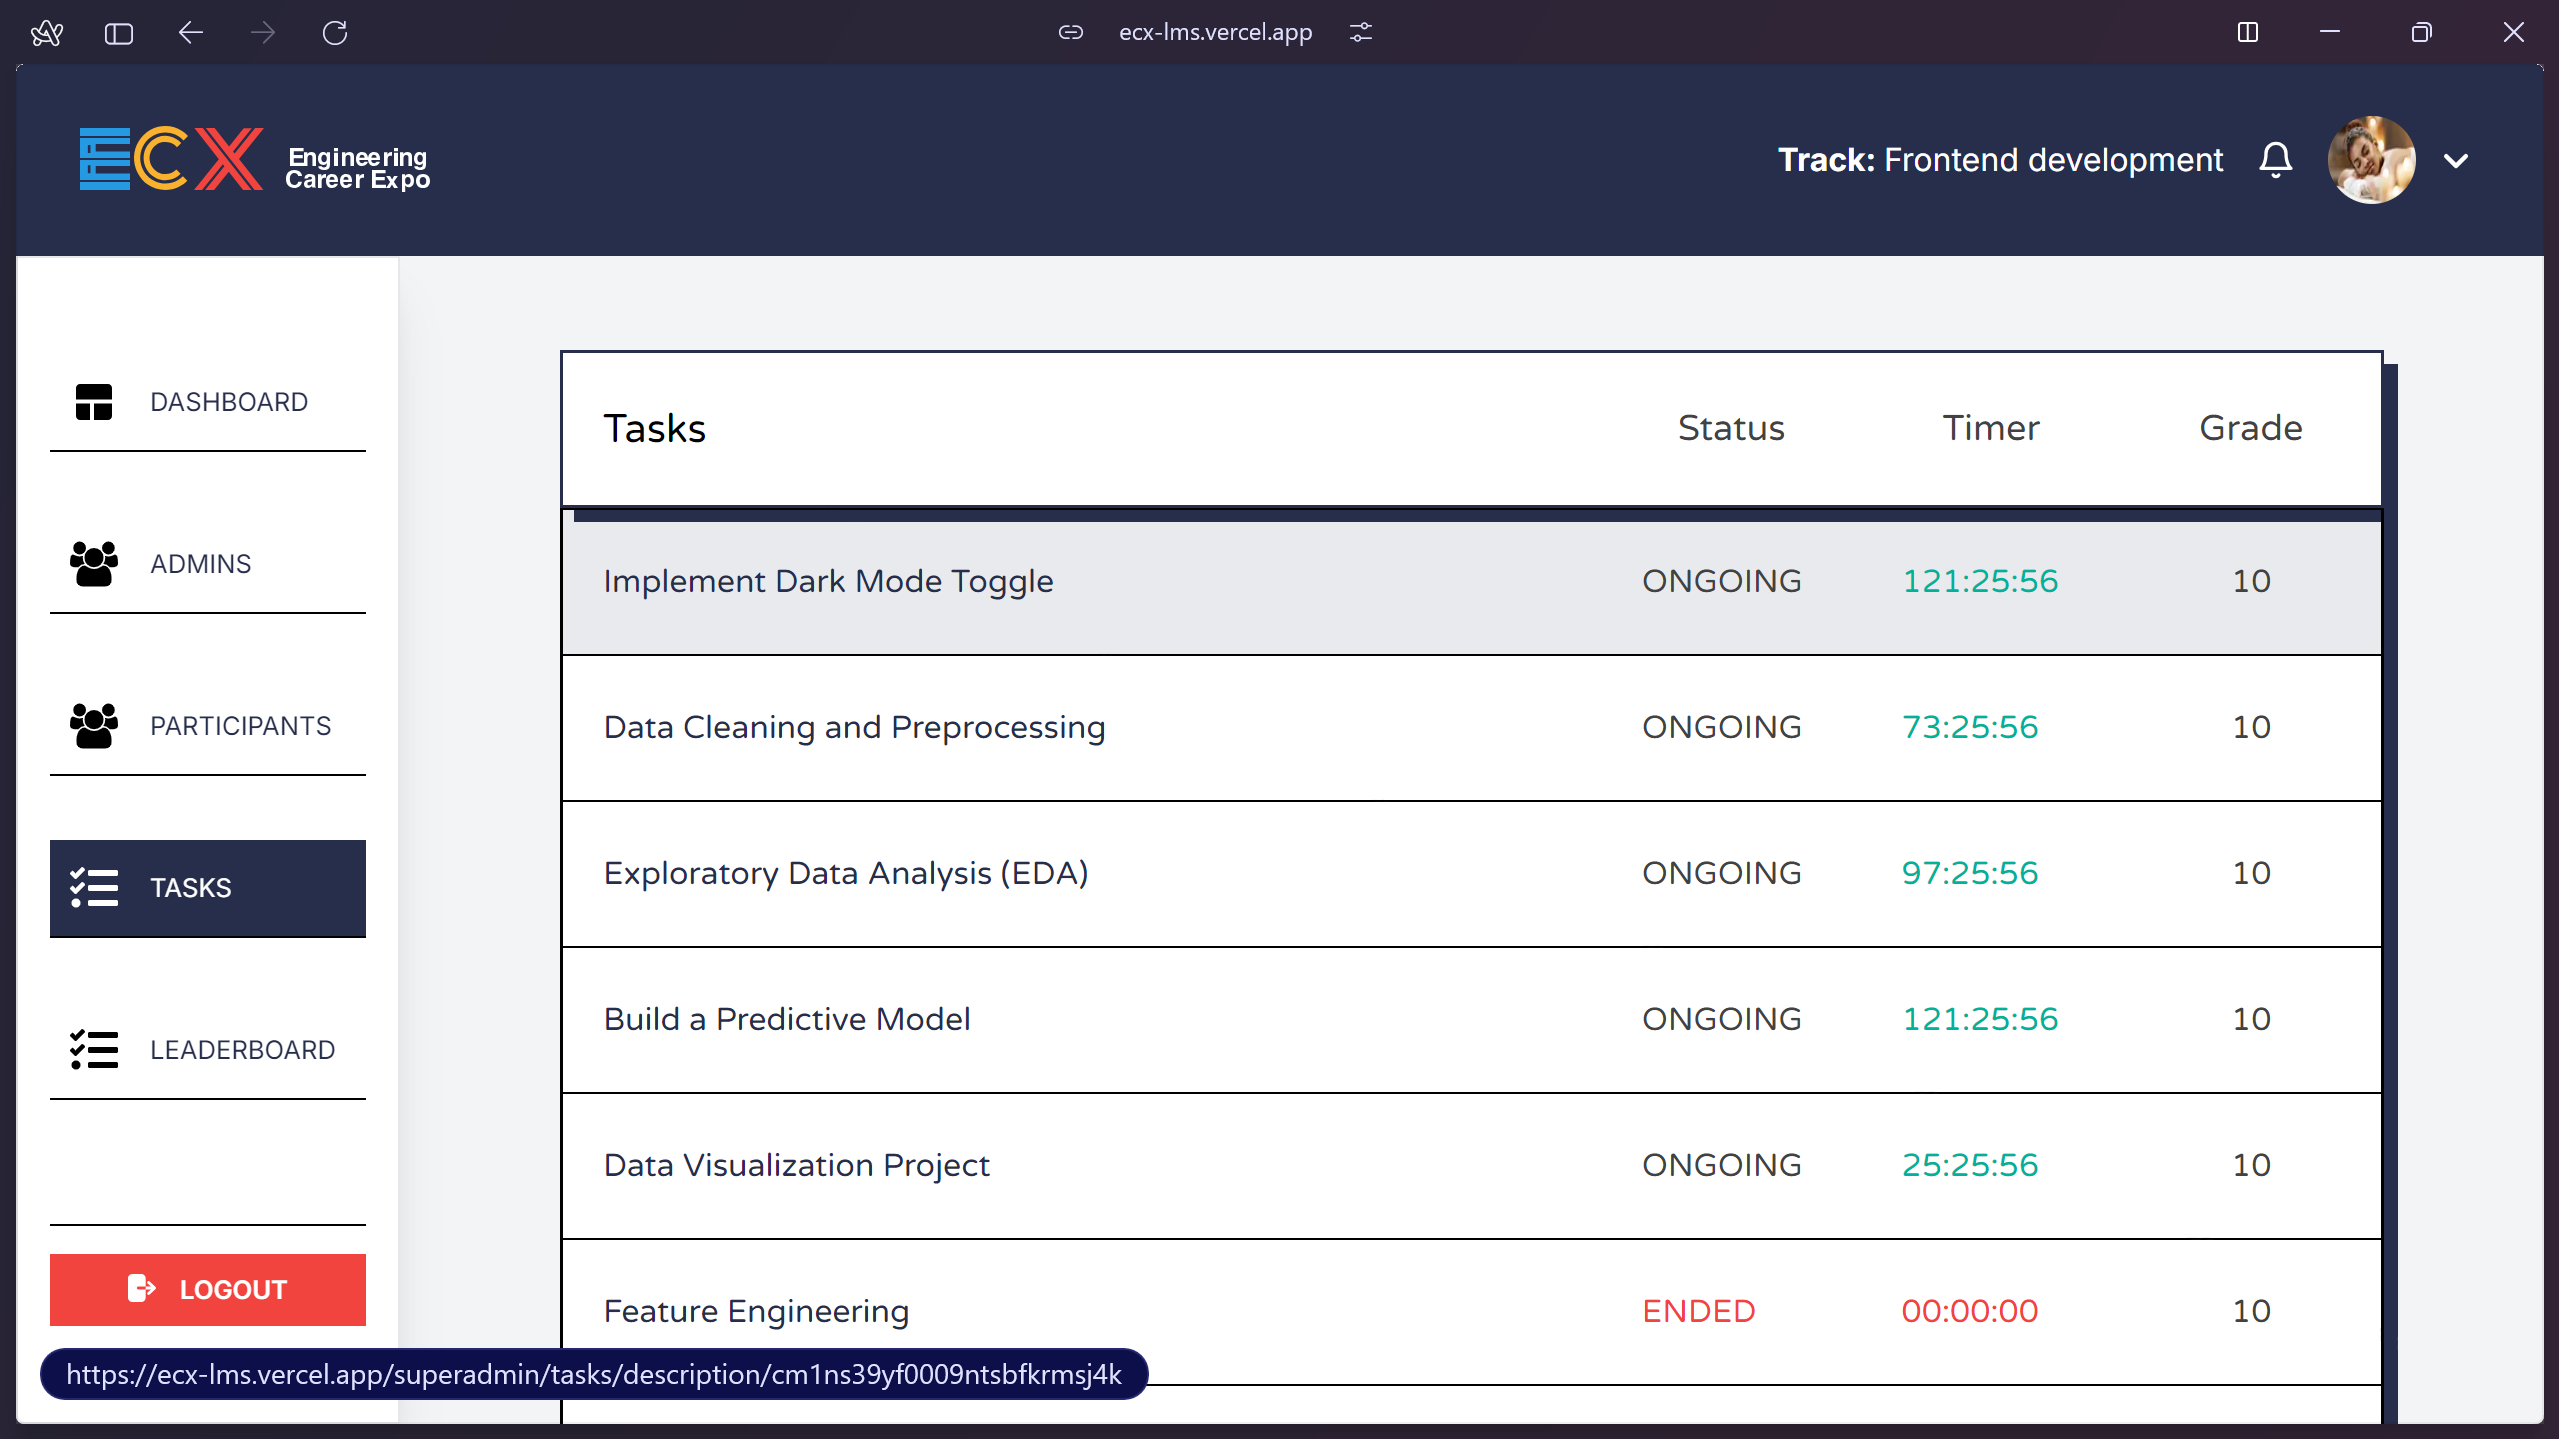 ecx-lms.vercel.app
ECX Engineering
Career Expo
Track: Frontend development
DASHBOARD
ADMINS
PARTICIPANTS
TASKS
LEADERBOARD
LOGOUT
Tasks Status Timer Grade
Implement Dark Mode Toggle ONGOING 121:25:56 10
Data Cleaning and Preprocessing ONGOING 73:25:56 10
Exploratory Data Analysis (EDA) ONGOING 97:25:56 10
Build a Predictive Model ONGOING 121:25:56 10
Data Visualization Project ONGOING 25:25:56 10
Feature Engineering ENDED 00:00:00 10
https://ecx-lms.vercel.app/superadmin/tasks/description/cm1ns39yf0009ntsbfkrmsj4k